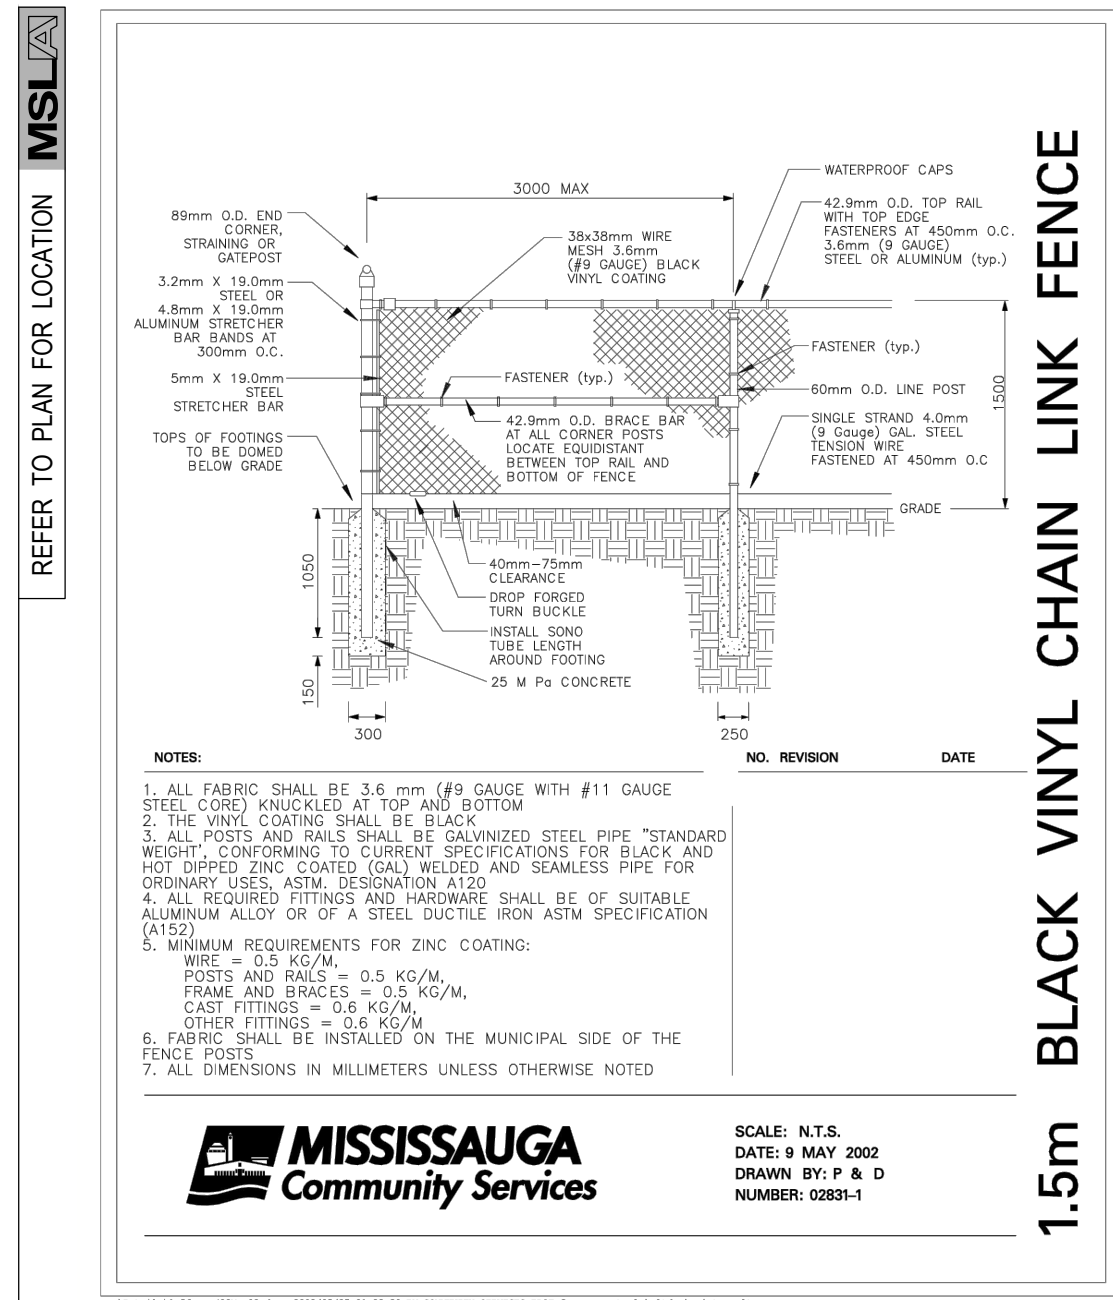 MSLA
REFER TO PLAN FOR LOCATION
1.5m BLACK VINYL CHAIN LINK FENCE
3000 MAX
WATERPROOF CAPS
42.9mm O.D. TOP RAIL
WITH TOP EDGE
FASTENERS AT 450mm O.C.
3.6mm (9 GAUGE)
STEEL OR ALUMINUM (typ.)
89mm O.D. END
CORNER,
STRAINING OR
GATEPOST
38x38mm WIRE
MESH 3.6mm
(#9 GAUGE) BLACK
VINYL COATING
3.2mm X 19.0mm
STEEL OR
4.8mm X 19.0mm
ALUMINUM STRETCHER
BAR BANDS AT
300mm O.C.
FASTENER (typ.)
5mm X 19.0mm
STEEL
STRETCHER BAR
FASTENER (typ.)
60mm O.D. LINE POST
1500
42.9mm O.D. BRACE BAR
AT ALL CORNER POSTS
LOCATE EQUIDISTANT
BETWEEN TOP RAIL AND
BOTTOM OF FENCE
SINGLE STRAND 4.0mm
(9 Gauge) GAL. STEEL
TENSION WIRE
FASTENED AT 450mm O.C
TOPS OF FOOTINGS
TO BE DOMED
BELOW GRADE
GRADE
1050
40mm-75mm
CLEARANCE
DROP FORGED
TURN BUCKLE
INSTALL SONO
TUBE LENGTH
AROUND FOOTING
25 M Pa CONCRETE
150
300
250
NOTES:
NO. REVISION DATE
1. ALL FABRIC SHALL BE 3.6 mm (#9 GAUGE WITH #11 GAUGE
STEEL CORE) KNUCKLED AT TOP AND BOTTOM
2. THE VINYL COATING SHALL BE BLACK
3. ALL POSTS AND RAILS SHALL BE GALVINIZED STEEL PIPE "STANDARD
WEIGHT', CONFORMING TO CURRENT SPECIFICATIONS FOR BLACK AND
HOT DIPPED ZINC COATED (GAL) WELDED AND SEAMLESS PIPE FOR
ORDINARY USES, ASTM. DESIGNATION A120
4. ALL REQUIRED FITTINGS AND HARDWARE SHALL BE OF SUITABLE
ALUMINUM ALLOY OR OF A STEEL DUCTILE IRON ASTM SPECIFICATION
(A152)
5. MINIMUM REQUIREMENTS FOR ZINC COATING:
WIRE = 0.5 KG/M,
POSTS AND RAILS = 0.5 KG/M,
FRAME AND BRACES = 0.5 KG/M,
CAST FITTINGS = 0.6 KG/M,
OTHER FITTINGS = 0.6 KG/M
6. FABRIC SHALL BE INSTALLED ON THE MUNICIPAL SIDE OF THE
FENCE POSTS
7. ALL DIMENSIONS IN MILLIMETERS UNLESS OTHERWISE NOTED
MISSISSAUGA
Community Services
SCALE: N.T.S.
DATE: 9 MAY 2002
DRAWN BY: P & D
NUMBER: 02831-1